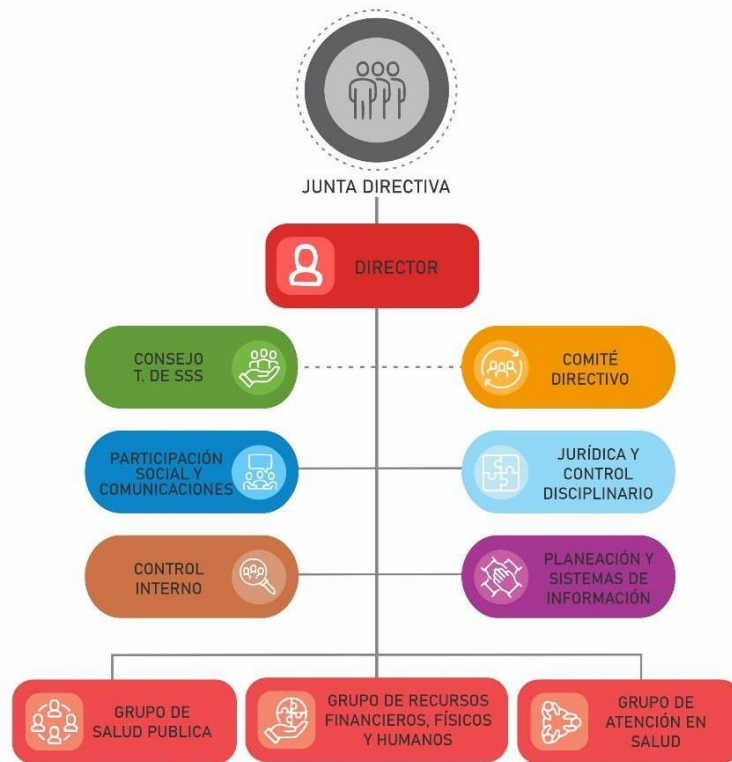 JUNTA DIRECTIVA
DIRECTOR
CONSEJO
T. DE SSS
COMITÉ
DIRECTIVO
PARTICIPACIÓN
SOCIAL Y
COMUNICACIONES
JURÍDICA Y
CONTROL
DISCIPLINARIO
CONTROL
INTERNO
PLANEACIÓN Y
SISTEMAS DE
INFORMACIÓN
GRUPO DE
SALUD PUBLICA
GRUPO DE RECURSOS
FINANCIEROS, FÍSICOS
Y HUMANOS
GRUPO DE
ATENCIÓN EN
SALUD